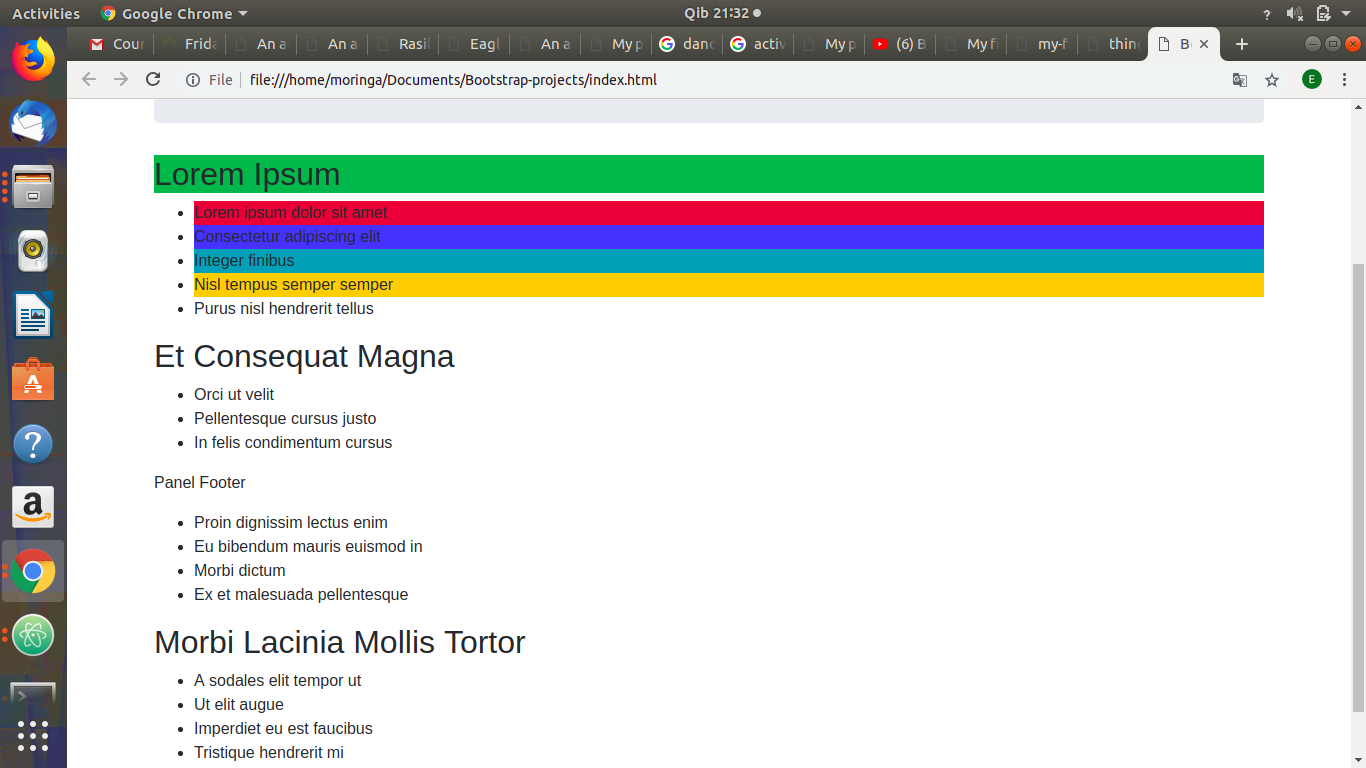 Activities Google Chrome Qib 21:32
Cour Frida An a An a Rasil Eagl An a My p danc activ My p (6) B My fi my-f thing B
File file:///home/moringa/Documents/Bootstrap-projects/index.html E
Lorem Ipsum
Lorem ipsum dolor sit amet
Consectetur adipiscing elit
Integer finibus
Nisl tempus semper semper
Purus nisl hendrerit tellus
Et Consequat Magna
Orci ut velit
Pellentesque cursus justo
In felis condimentum cursus
Panel Footer
Proin dignissim lectus enim
Eu bibendum mauris euismod in
Morbi dictum
Ex et malesuada pellentesque
Morbi Lacinia Mollis Tortor
A sodales elit tempor ut
Ut elit augue
Imperdiet eu est faucibus
Tristique hendrerit mi